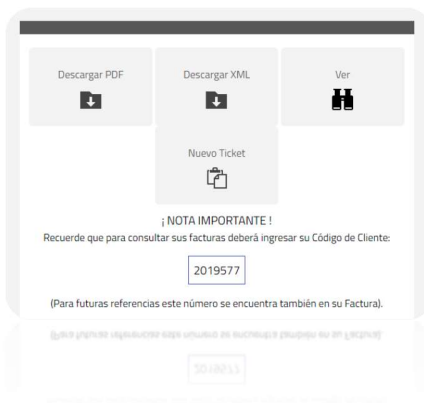 Descargar PDF
Descargar XML
Ver
Nuevo Ticket
¡ NOTA IMPORTANTE !
Recuerde que para consultar sus facturas deberá ingresar su Código de Cliente:
2019577
(Para futuras referencias este número se encuentra también en su Factura).